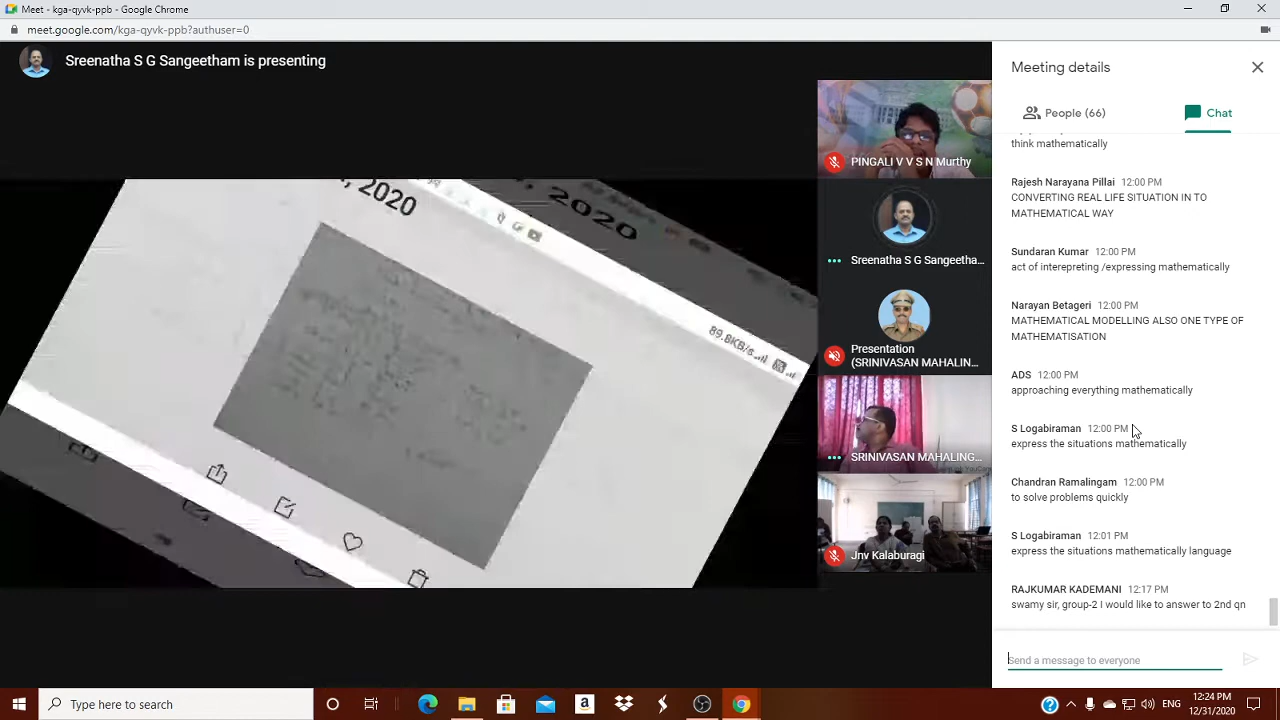 Meet - kga-qyvk-ppb - Google Chrome
meet.google.com/kga-qyvk-ppb?authuser=0
Sreenatha S G Sangeetham is presenting
2020
2020
89.8KB/s
PINGALI V V S N Murthy
Sreenatha S G Sangeetha...
Presentation
(SRINIVASAN MAHALIN...
SRINIVASAN MAHALING...
Jnv Kalaburagi
Meeting details
People (66)
Chat
think mathematically
Rajesh Narayana Pillai 12:00 PM
CONVERTING REAL LIFE SITUATION IN TO
MATHEMATICAL WAY
Sundaran Kumar 12:00 PM
act of interepreting /expressing mathematically
Narayan Betageri 12:00 PM
MATHEMATICAL MODELLING ALSO ONE TYPE OF
MATHEMATISATION
ADS 12:00 PM
approaching everything mathematically
S Logabiraman 12:00 PM
express the situations mathematically
Chandran Ramalingam 12:00 PM
to solve problems quickly
S Logabiraman 12:01 PM
express the situations mathematically language
RAJKUMAR KADEMANI 12:17 PM
swamy sir, group-2 I would like to answer to 2nd qn
Send a message to everyone
Type here to search
ENG
12:24 PM
12/31/2020